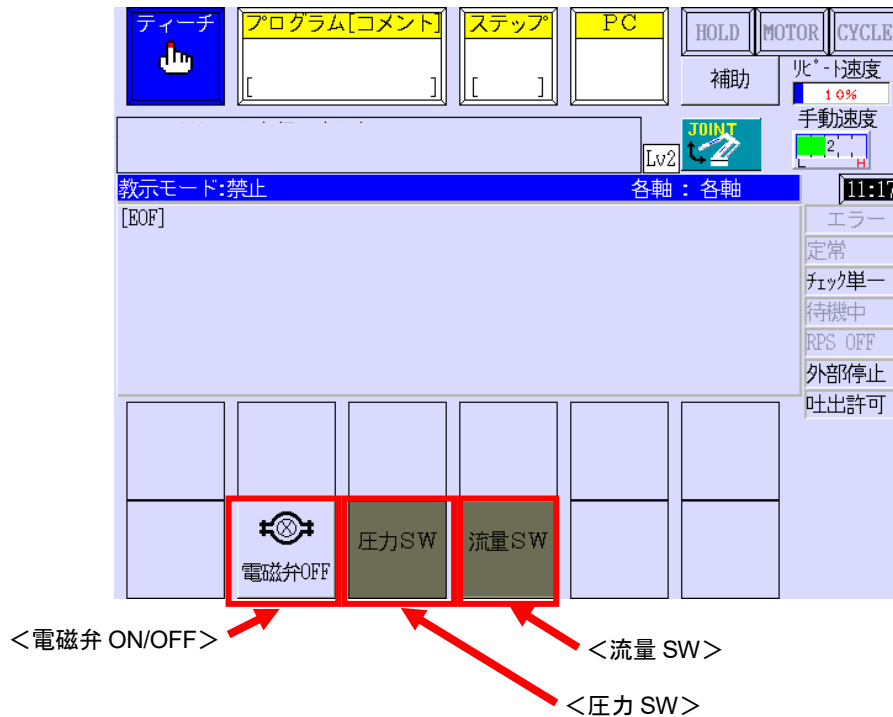 ティーチ
プログラム[コメント]
[ ]
ステップ
[ ]
PC
HOLD
MOTOR
CYCLE
補助
リピート速度
10%
手動速度
2
L H
Lv2
JOINT
教示モード:禁止
各軸 : 各軸
11:17
[EOF]
エラー
定常
チェック単一
待機中
RPS OFF
外部停止
吐出許可
電磁弁OFF
圧力SW
流量SW
<電磁弁 ON/OFF>
<流量 SW>
<圧力 SW>